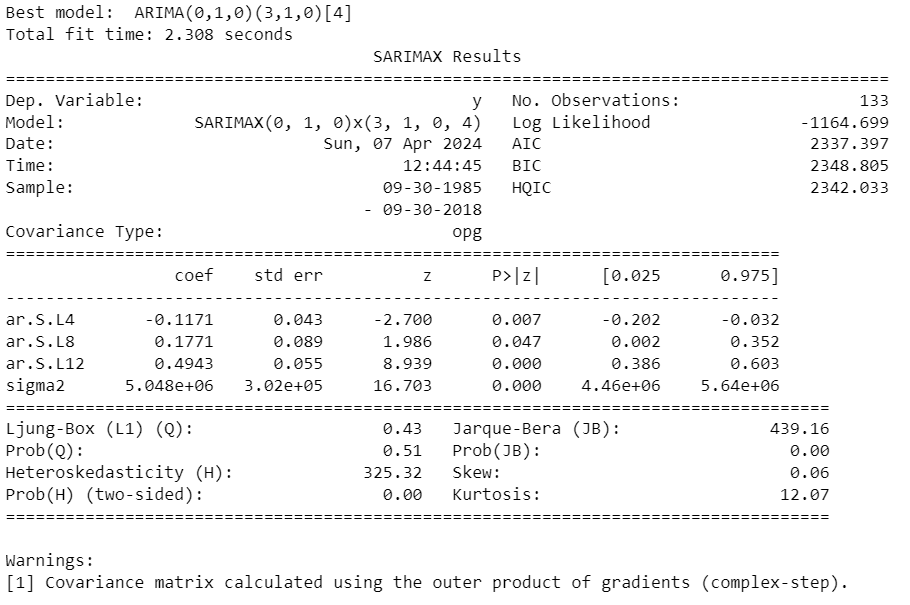 Best model:  ARIMA(0,1,0)(3,1,0)[4]
Total fit time: 2.308 seconds
                                     SARIMAX Results
==========================================================================================
Dep. Variable:                                  y   No. Observations:                  133
Model:             SARIMAX(0, 1, 0)x(3, 1, 0, 4)   Log Likelihood               -1164.699
Date:                            Sun, 07 Apr 2024   AIC                           2337.397
Time:                                    12:44:45   BIC                           2348.805
Sample:                                09-30-1985   HQIC                          2342.033
                                     - 09-30-2018
Covariance Type:                              opg
==============================================================================
                 coef    std err          z      P>|z|      [0.025      0.975]
------------------------------------------------------------------------------
ar.S.L4       -0.1171      0.043     -2.700      0.007      -0.202      -0.032
ar.S.L8        0.1771      0.089      1.986      0.047       0.002       0.352
ar.S.L12       0.4943      0.055      8.939      0.000       0.386       0.603
sigma2      5.048e+06   3.02e+05     16.703      0.000    4.46e+06    5.64e+06
===================================================================================
Ljung-Box (L1) (Q):                   0.43   Jarque-Bera (JB):               439.16
Prob(Q):                              0.51   Prob(JB):                         0.00
Heteroskedasticity (H):             325.32   Skew:                             0.06
Prob(H) (two-sided):                  0.00   Kurtosis:                        12.07
===================================================================================
Warnings:
[1] Covariance matrix calculated using the outer product of gradients (complex-step).